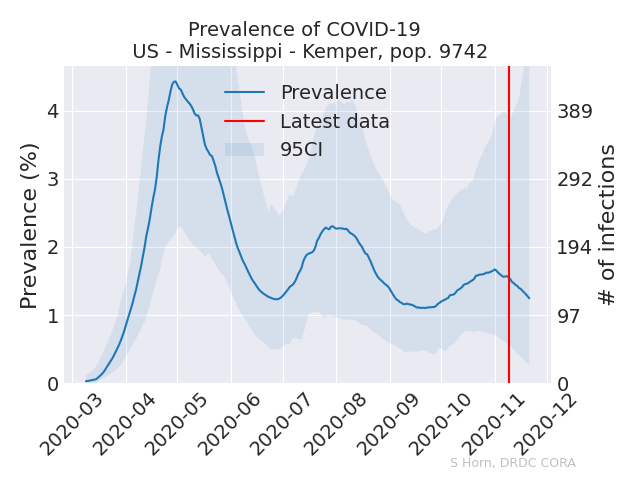 Prevalence of COVID-19
US - Mississippi - Kemper, pop. 9742
Prevalence
Latest data
95CI
Prevalence (%)
4
3
2
1
0
389
292
194
97
0
# of infections
2020-03
2020-04
2020-05
2020-06
2020-07
2020-08
2020-09
2020-10
2020-11
2020-12
S Horn, DRDC CORA